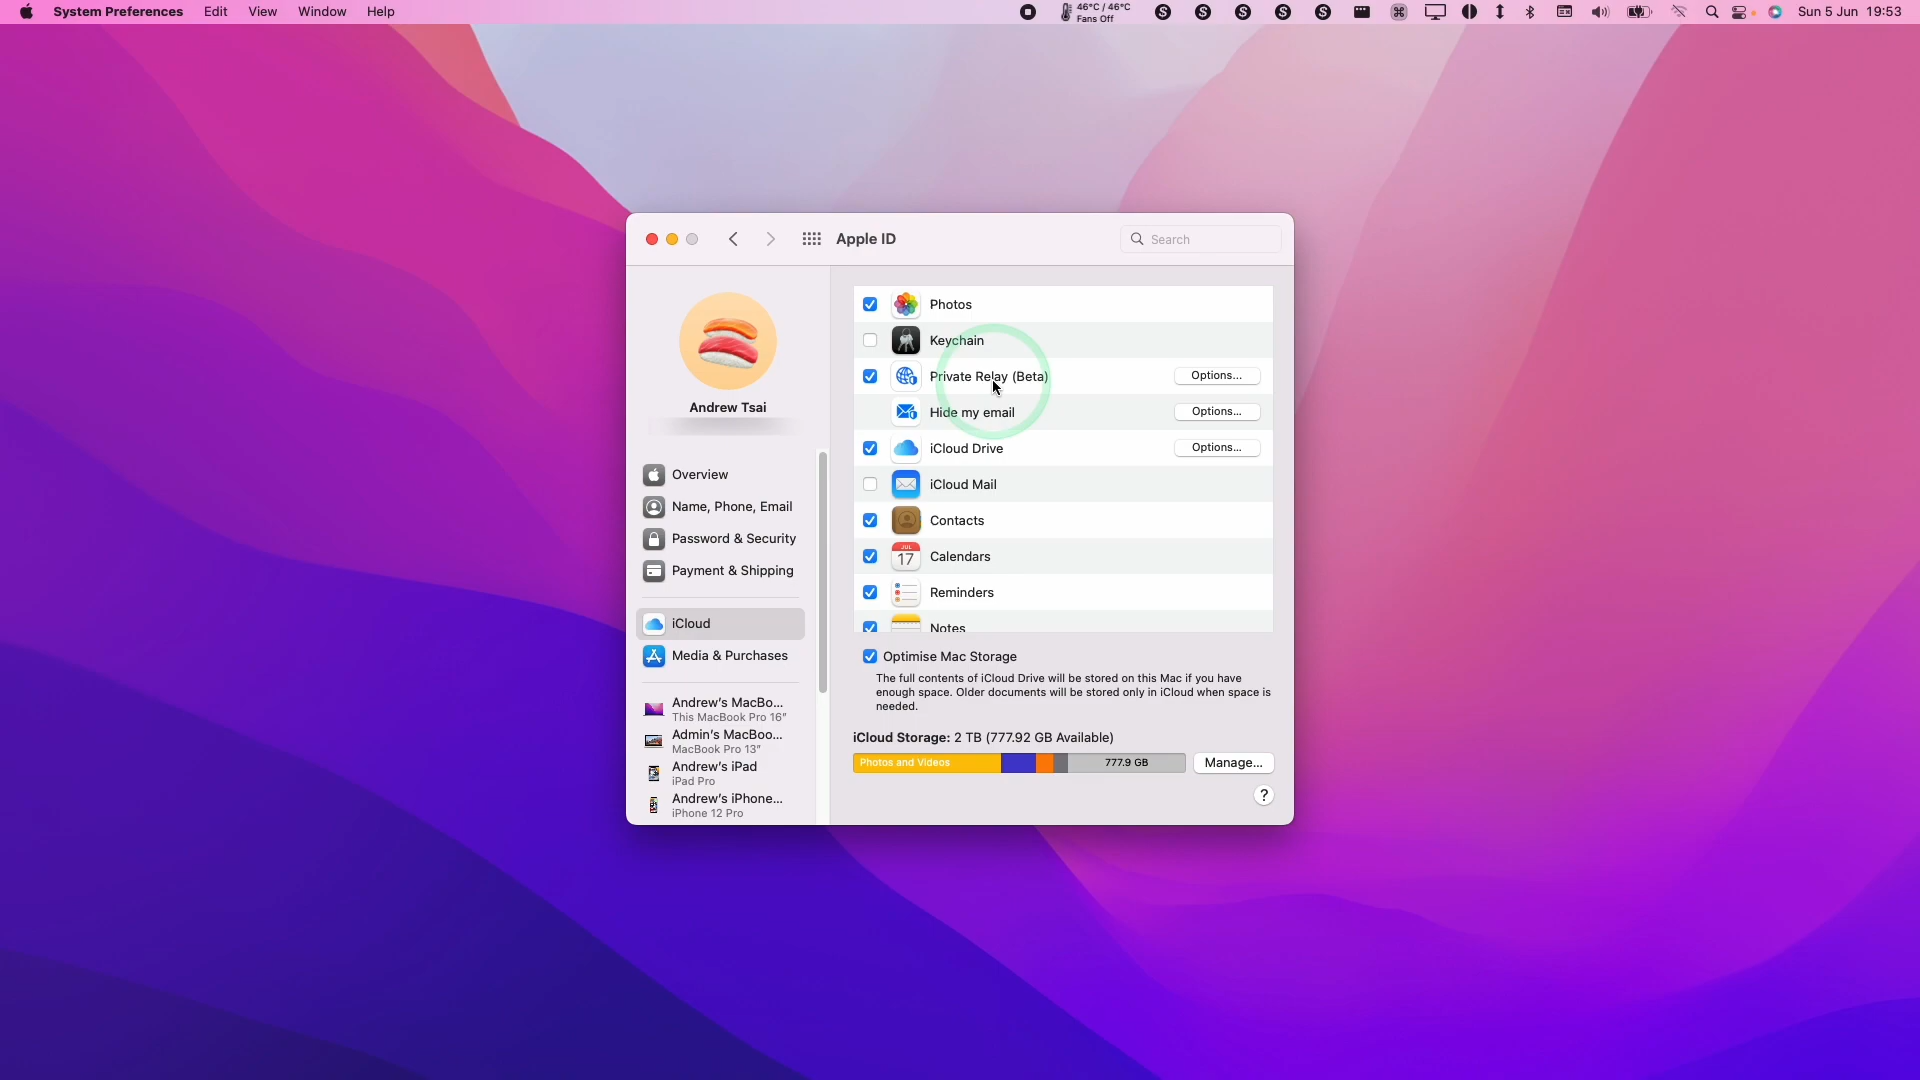 System Preferences Edit View Window Help
46°C / 46°C
Fans Off
Sun 5 Jun 19:53
Apple ID
Search
Andrew Tsai
Overview
Name, Phone, Email
Password & Security
Payment & Shipping
iCloud
Media & Purchases
Andrew's MacBo...
This MacBook Pro 16"
Admin's MacBoo...
MacBook Pro 13"
Andrew's iPad
iPad Pro
Andrew's iPhone...
iPhone 12 Pro
Photos
Keychain
Private Relay (Beta) Options...
Hide my email Options...
iCloud Drive Options...
iCloud Mail
Contacts
JUL
17
Calendars
Reminders
Notes
Optimise Mac Storage
The full contents of iCloud Drive will be stored on this Mac if you have
enough space. Older documents will be stored only in iCloud when space is
needed.
iCloud Storage: 2 TB (777.92 GB Available)
Photos and Videos 777.9 GB Manage...
?